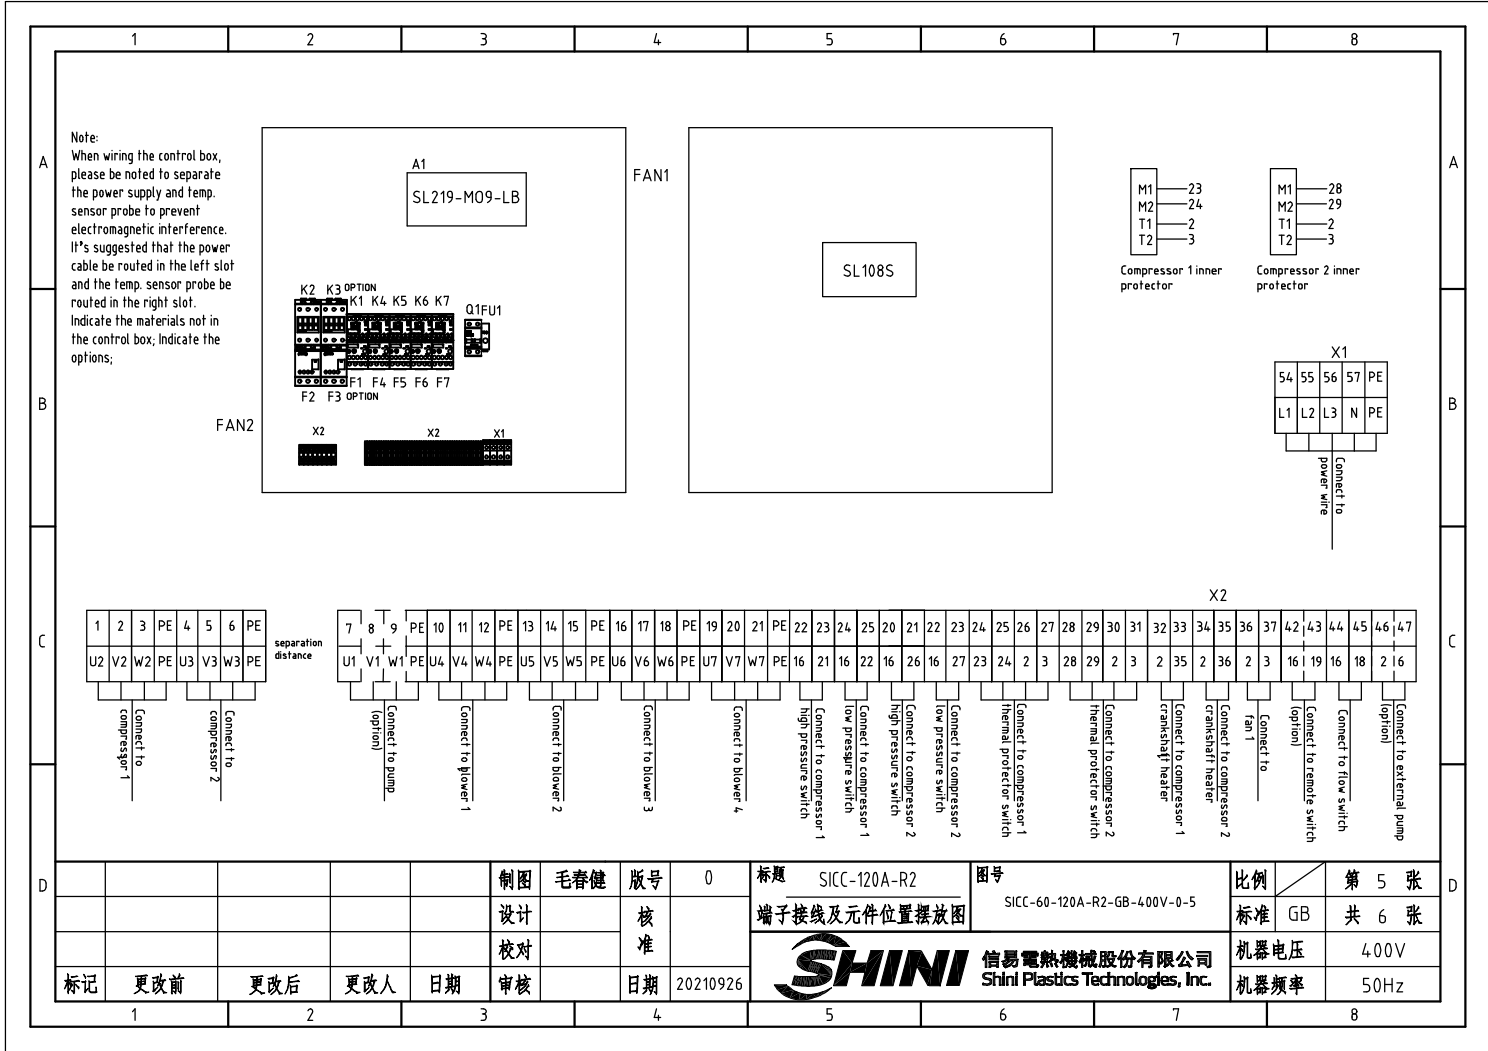 1 2 3 4 5 6 7 8
A
B
C
D
A
B
C
D
Note:
When wiring the control box,
please be noted to separate
the power supply and temp.
sensor probe to prevent
electromagnetic interference.
It's suggested that the power
cable be routed in the left slot
and the temp. sensor probe be
routed in the right slot.
Indicate the materials not in
the control box; Indicate the
options;
A1
SL219-M09-LB
FAN1
K2 K3 OPTION
K1 K4 K5 K6 K7
Q1FU1
F1 F4 F5 F6 F7
F2 F3 OPTION
FAN2
X2 X2 X1
SL108S
M1 23
M2 24
T1 2
T2 3
Compressor 1 inner
protector
M1 28
M2 29
T1 2
T2 3
Compressor 2 inner
protector
X1
54 55 56 57 PE
L1 L2 L3 N PE
Connect to
power wire
X2
1 2 3 PE 4 5 6 PE
U2 V2 W2 PE U3 V3 W3 PE
separation
distance
7 8 9 PE 10 11 12 PE 13 14 15 PE 16 17 18 PE 19 20 21 PE 22 23 24 25 20 21 22 23 24 25 26 27 28 29 30 31 32 33 34 35 36 37 42 43 44 45 46 47
U1 V1 W1 PE U4 V4 W4 PE U5 V5 W5 PE U6 V6 W6 PE U7 V7 W7 PE 16 21 16 22 16 26 16 27 23 24 2 3 28 29 2 3 2 35 2 36 2 3 16 19 16 18 2 6
Connect to
compressor 1
Connect to
compressor 2
Connect to pump
(option)
Connect to blower 1
Connect to blower 2
Connect to blower 3
Connect to blower 4
Connect to compressor 1
high pressure switch
Connect to compressor 1
low pressure switch
Connect to compressor 2
high pressure switch
Connect to compressor 2
low pressure switch
Connect to compressor 1
thermal protector switch
Connect to compressor 2
thermal protector switch
Connect to compressor 1
crankshaft heater
Connect to compressor 2
crankshaft heater
Connect to
fan 1
Connect to remote switch
(option)
Connect to flow switch
Connect to external pump
(option)
制图 毛春健 版号 0
设计 核
校对 准
标记 更改前 更改后 更改人 日期 审核 日期 20210926
标题 SICC-120A-R2
端子接线及元件位置摆放图
图号
SICC-60-120A-R2-GB-400V-0-5
比例 第 5 张
标准 GB 共 6 张
机器电压 400V
机器频率 50Hz
SHINI
信易電熱機械股份有限公司
Shini Plastics Technologies, Inc.
1 2 3 4 5 6 7 8